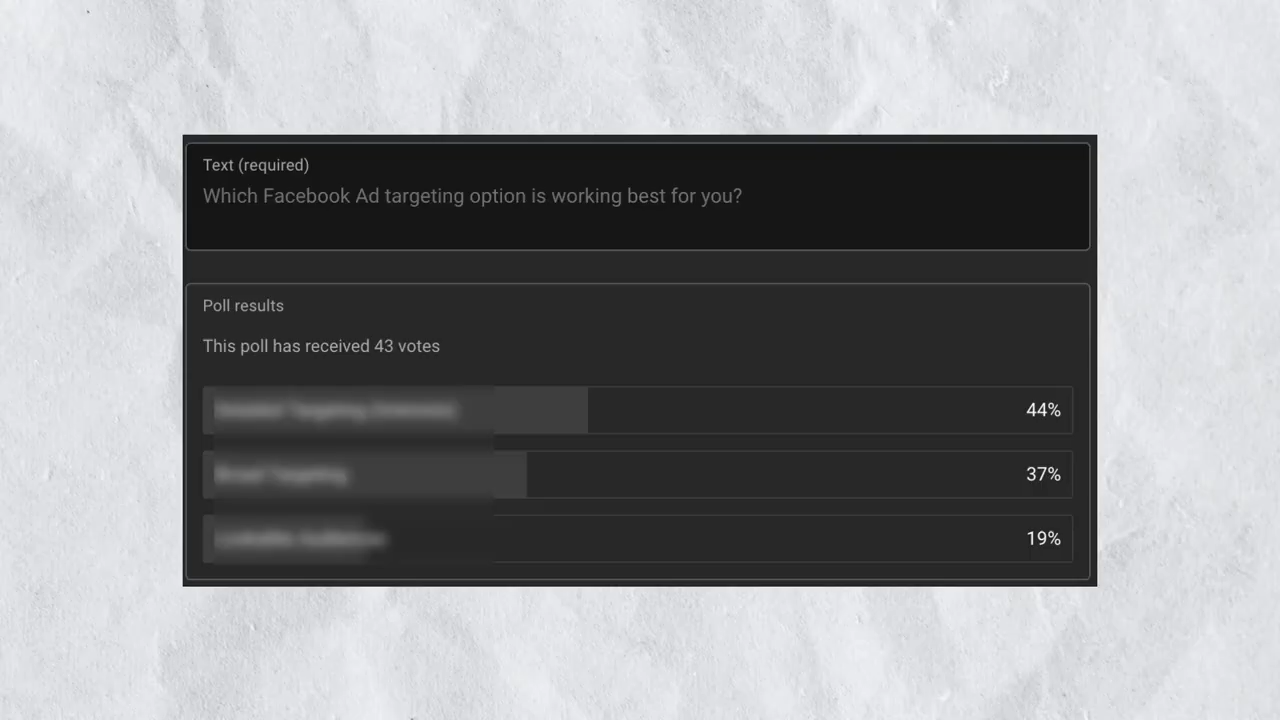 Text (required)
Which Facebook Ad targeting option is working best for you?
Poll results
This poll has received 43 votes
44%
37%
19%